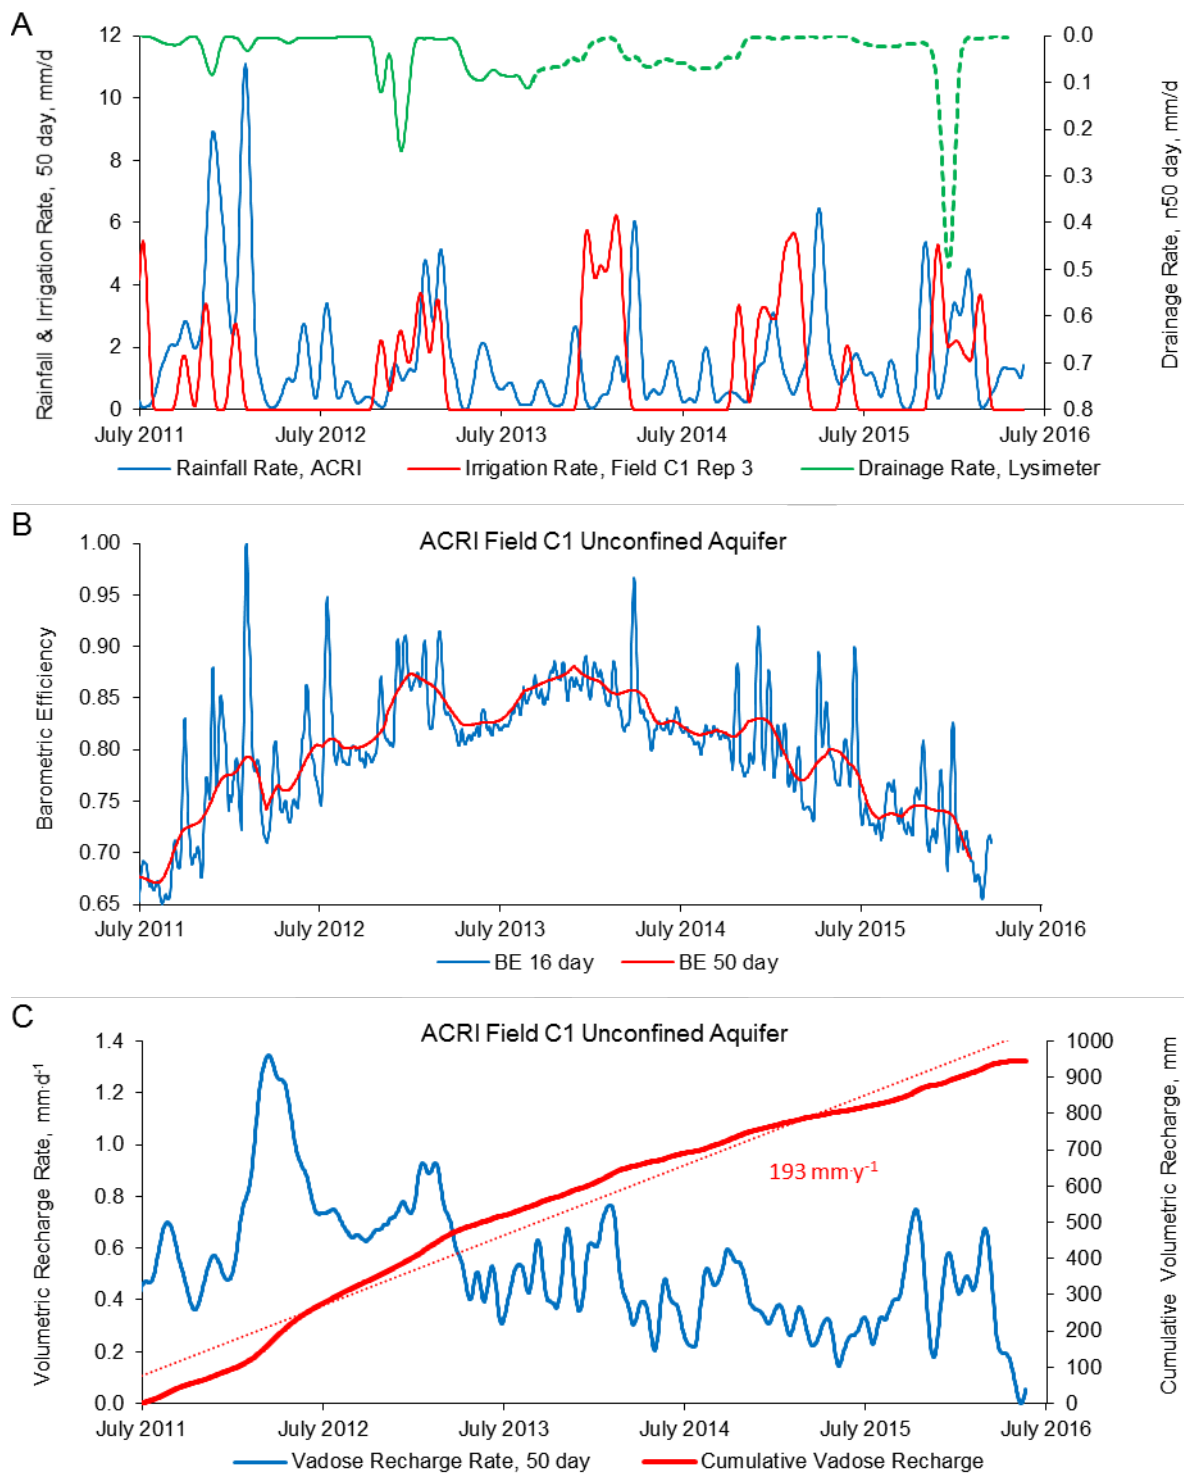 A
Rainfall & Irrigation Rate, 50 day, mm/d
12
10
8
6
4
2
0
0.0
0.1
0.2
0.3
0.4
0.5
0.6
0.7
0.8
Drainage Rate, n50 day, mm/d
July 2011 July 2012 July 2013 July 2014 July 2015 July 2016
Rainfall Rate, ACRI Irrigation Rate, Field C1 Rep 3 Drainage Rate, Lysimeter
B
ACRI Field C1 Unconfined Aquifer
Barometric Efficiency
1.00
0.95
0.90
0.85
0.80
0.75
0.70
0.65
July 2011 July 2012 July 2013 July 2014 July 2015 July 2016
BE 16 day BE 50 day
C
ACRI Field C1 Unconfined Aquifer
Volumetric Recharge Rate, mm·d-1
1.4
1.2
1.0
0.8
0.6
0.4
0.2
0.0
193 mm·y-1
1000
900
800
700
600
500
400
300
200
100
0
Cumulative Volumetric Recharge, mm
July 2011 July 2012 July 2013 July 2014 July 2015 July 2016
Vadose Recharge Rate, 50 day Cumulative Vadose Recharge